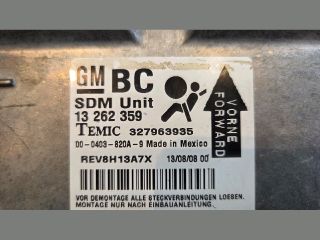 GM BC
SDM Unit
13 262 359
TEMIC 327963935
00-0403-820A-9 Made in Mexico
REV8H13A7X 13/08/08 00
VORNE
FORWARD
VOR DEMONTAGE ALLE STECKVERBINDUNGEN LOESEN.
MONTAGE NUR NACH EINBAUANLEITUNG.